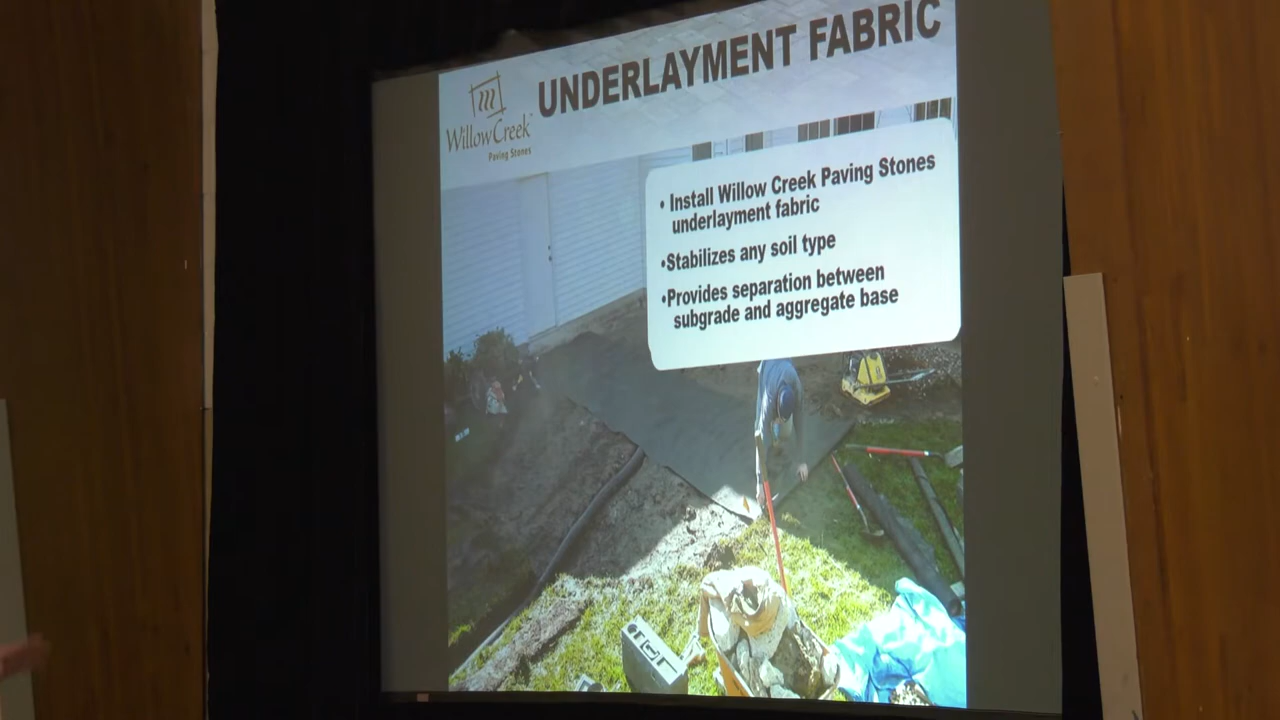 UNDERLAYMENT FABRIC
m
WillowCreek
Paving Stones
• Install Willow Creek Paving Stones
underlayment fabric
•Stabilizes any soil type
•Provides separation between
subgrade and aggregate base